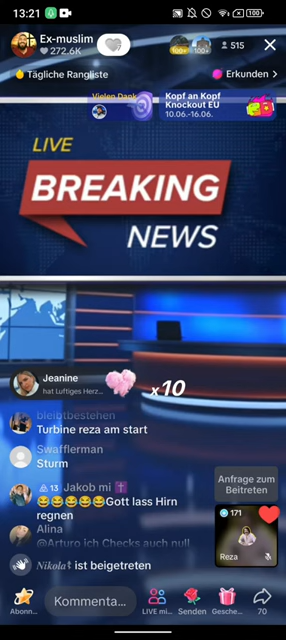 13:21
100
Ex-muslim
272.6K
100+
100+
515
Tägliche Rangliste
Erkunden >
Vielen Dank
Kopf an Kopf
Knockout EU
10.06.-16.06.
LIVE
BREAKING
NEWS
Jeanine
hat Luftiges Herz...
x10
bleibtbestehen
Turbine reza am start
Swafflerman
Sturm
13 Jakob mi ✝️
😂😂😂😂😂Gott lass Hirn
regnen
Alina
@Arturo ich Checks auch null
Nikola ist beigetreten
Anfrage zum
Beitreten
171
Reza
Abonn...
Kommenta...
LIVE mi...
Senden
Gesche...
70